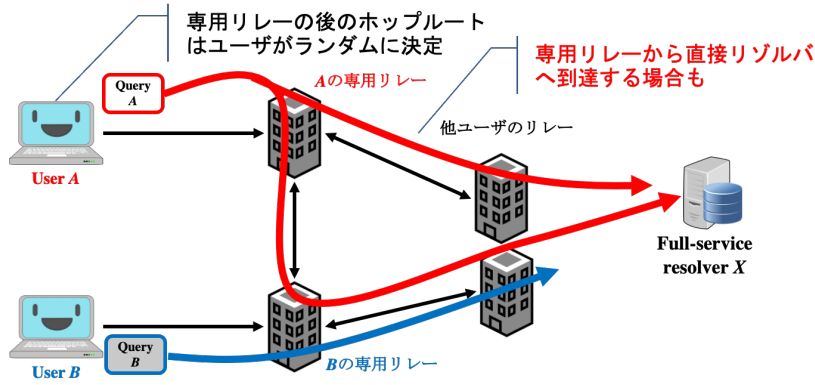 専用リレーの後のホップルート
はユーザがランダムに決定
専用リレーから直接リゾルバ
へ到達する場合も
Query
A
Aの専用リレー
他ユーザのリレー
User A
Full-service
resolver X
Query
B
Bの専用リレー
User B